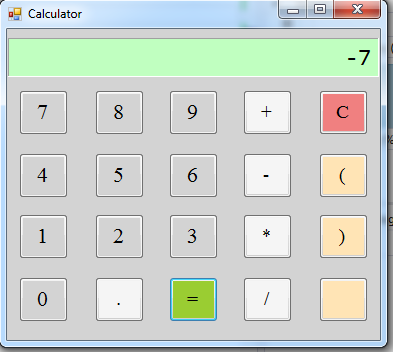 Calculator
-7
7 8 9 + C
4 5 6 - (
1 2 3 * )
0 . = /